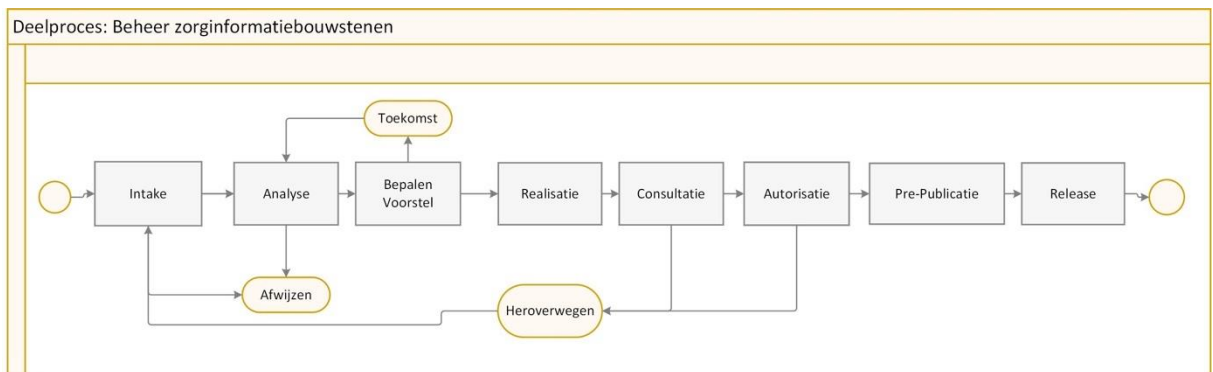 Deelproces: Beheer zorginformatiebouwstenen
Toekomst
Intake
Analyse
Bepalen
Voorstel
Realisatie
Consultatie
Autorisatie
Pre-Publicatie
Release
Afwijzen
Heroverwegen